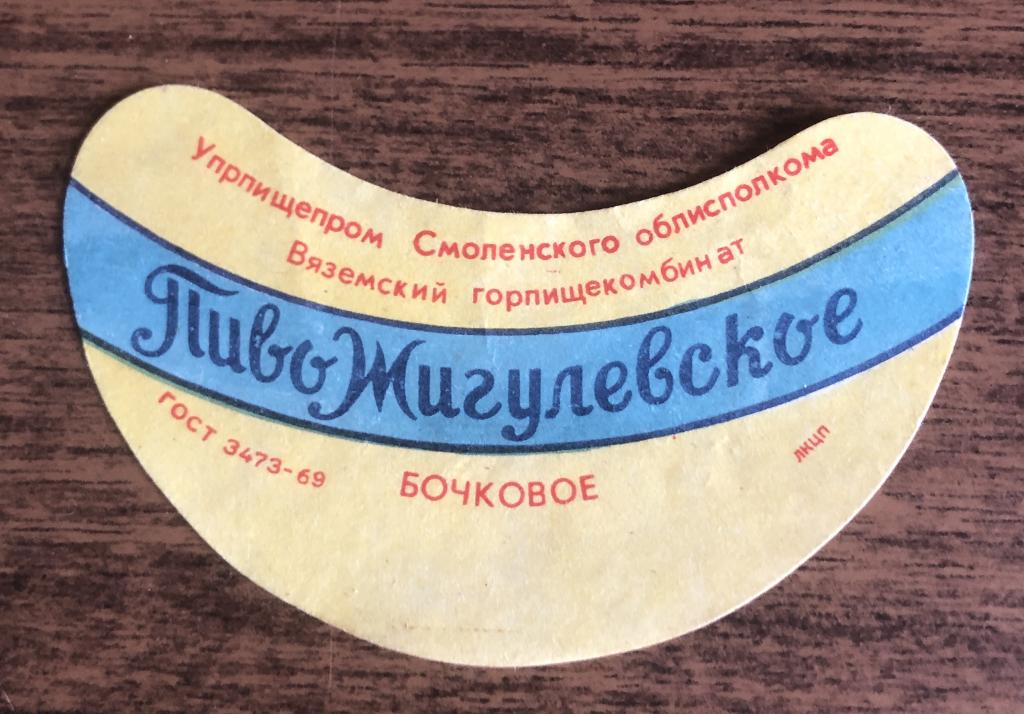 Упрпищепром Смоленского облисполкома
Вяземский горпищекомбинат
Пиво Жигулевское
ГОСТ 3473-69
БОЧКОВОЕ
ЛКЦП